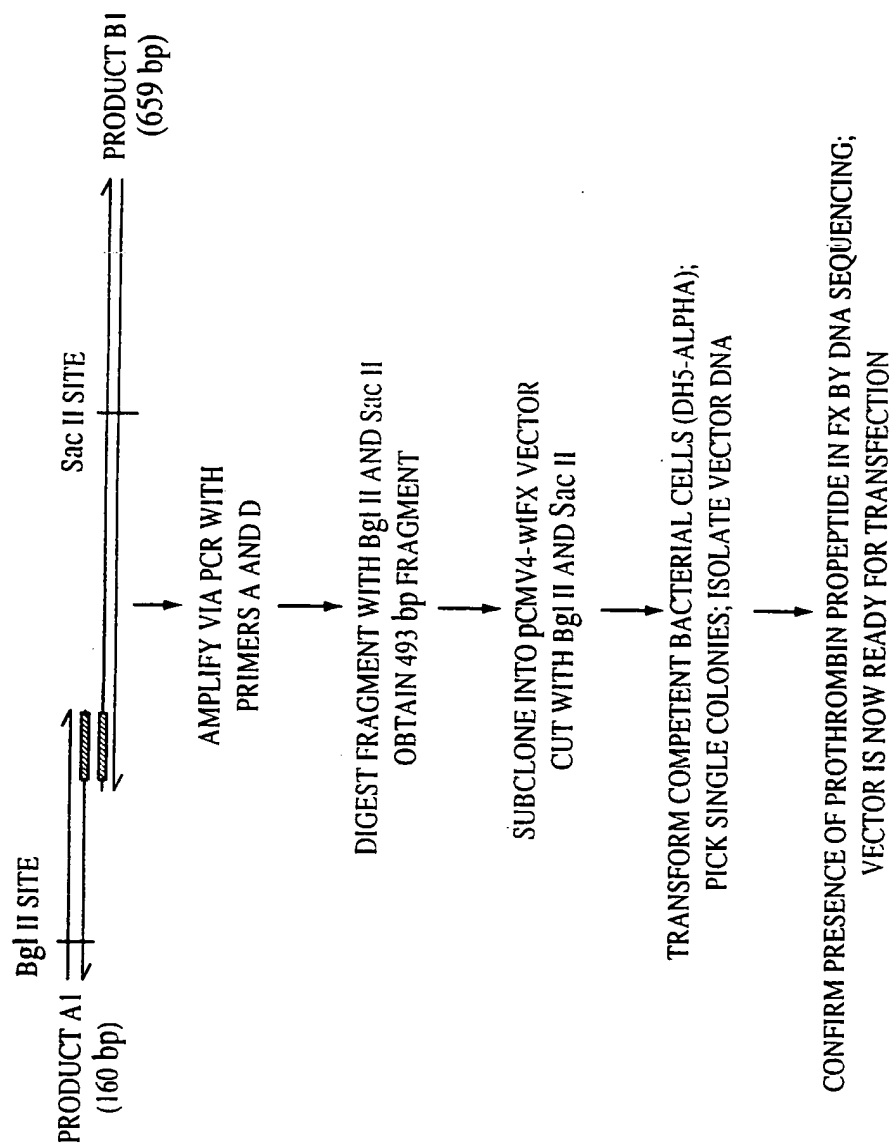 Bgl II SITE
PRODUCT A1
(160 bp)
Sac II SITE
PRODUCT B1
(659 bp)
AMPLIFY VIA PCR WITH
PRIMERS A AND D
DIGEST FRAGMENT WITH Bgl II AND Sac II
OBTAIN 493 bp FRAGMENT
SUBCLONE INTO pCMV4-wtFX VECTOR
CUT WITH Bgl II AND Sac II
TRANSFORM COMPETENT BACTERIAL CELLS (DH5-ALPHA);
PICK SINGLE COLONIES; ISOLATE VECTOR DNA
CONFIRM PRESENCE OF PROTHROMBIN PROPEPTIDE IN FX BY DNA SEQUENCING;
VECTOR IS NOW READY FOR TRANSFECTION